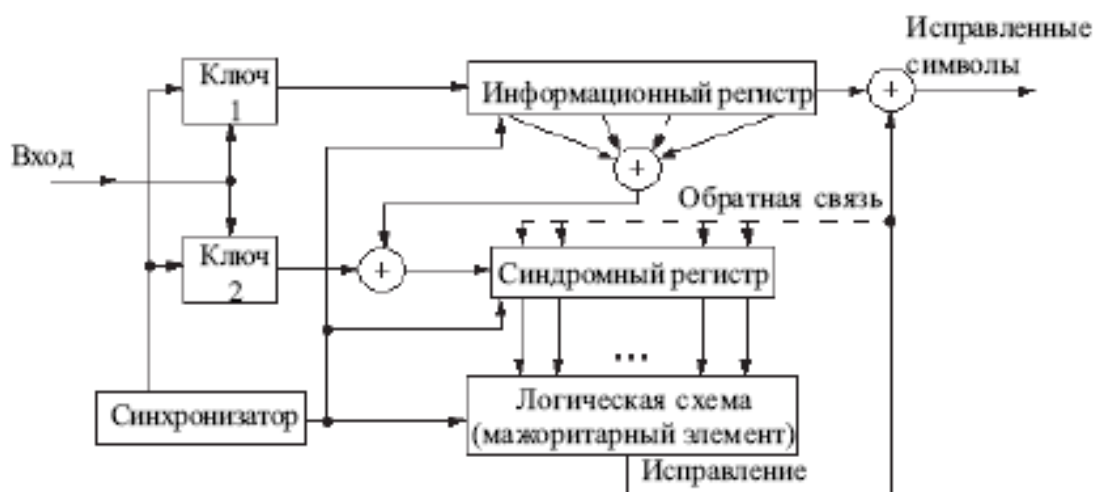 Исправленные
символы
Ключ
1
Информационный регистр
+
Вход
+
Обратная связь
Ключ
2
+
Синдромный регистр
...
Синхронизатор
Логическая схема
(мажоритарный элемент)
Исправление